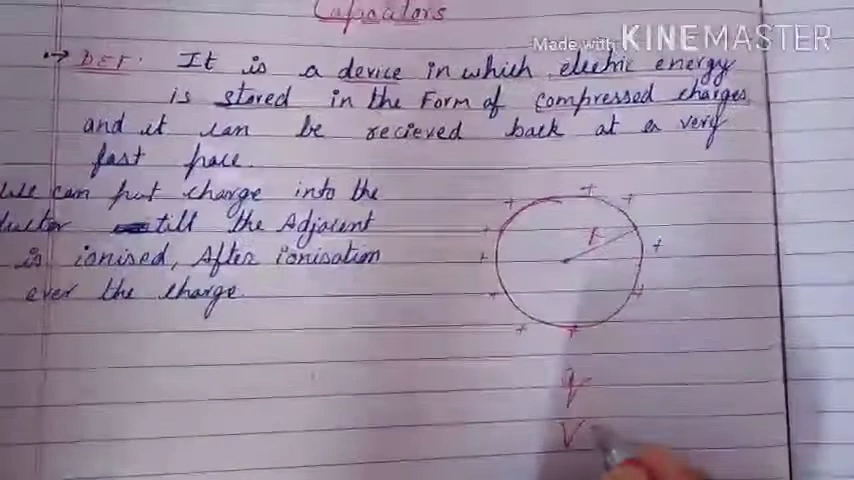 Capacitors
Made with KINEMASTER
DEF. It is a device in which electric energy
is stored in the Form of compressed charges
and it can be recieved back at a very
fast pace.
We can put charge into the
till the Adjacent
is ionised, After ionisation
over the charge.
r
q
V